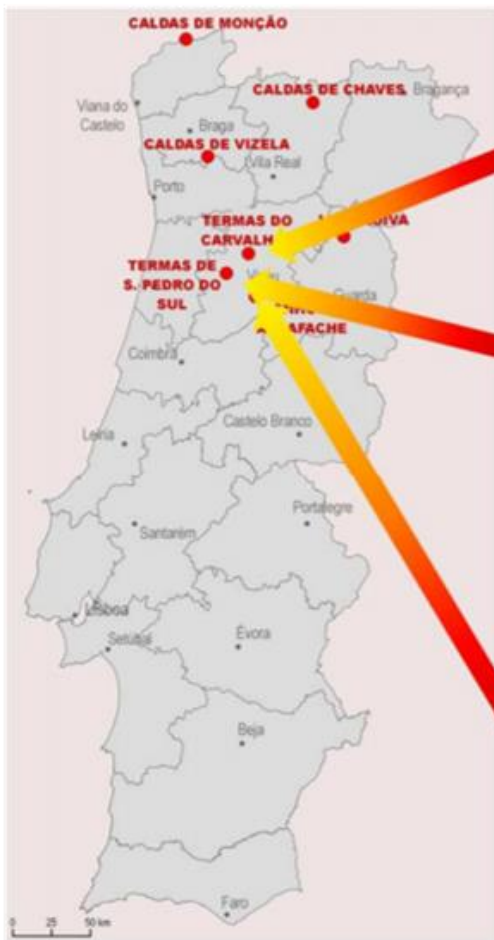 CALDAS DE MONÇÃO
CALDAS DE CHAVES
Bragança
Viana do
Castelo
Braga
CALDAS DE VIZELA
Vila Real
Porto
TERMAS DO
CARVALH
TERMAS DE
S. PEDRO DO
SUL
Guarda
AFACHE
Coimbra
Castelo Branco
Leiria
Portalegre
Santarém
Lisboa
Setúbal
Évora
Beja
Faro
0 25 50 km